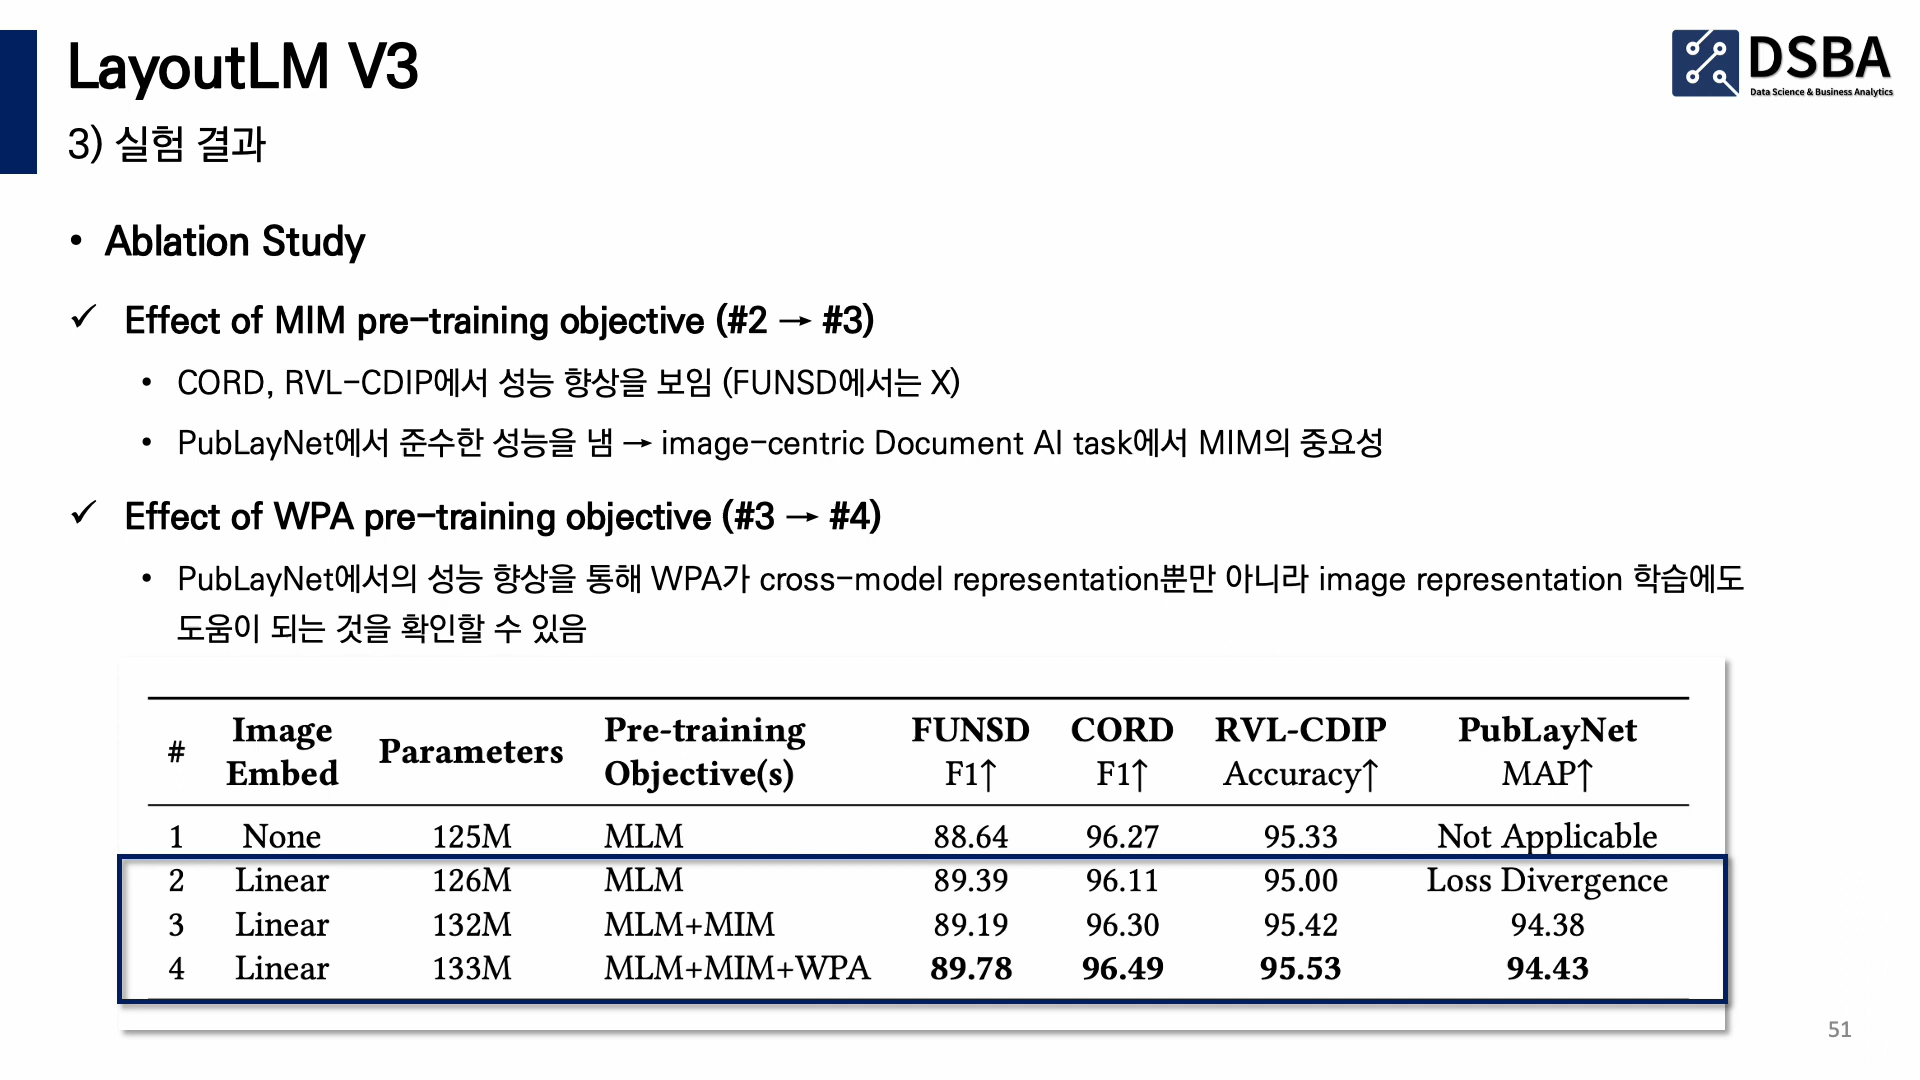 LayoutLM V3
DSBA
Data Science & Business Analytics
3) 실험 결과
• Ablation Study
✓ Effect of MIM pre-training objective (#2 → #3)
• CORD, RVL-CDIP에서 성능 향상을 보임 (FUNSD에서는 X)
• PubLayNet에서 준수한 성능을 냄 → image-centric Document AI task에서 MIM의 중요성
✓ Effect of WPA pre-training objective (#3 → #4)
• PubLayNet에서의 성능 향상을 통해 WPA가 cross-model representation뿐만 아니라 image representation 학습에도
도움이 되는 것을 확인할 수 있음
# Image Embed Parameters Pre-training Objective(s) FUNSD F1↑ CORD F1↑ RVL-CDIP Accuracy↑ PubLayNet MAP↑
1 None 125M MLM 88.64 96.27 95.33 Not Applicable
2 Linear 126M MLM 89.39 96.11 95.00 Loss Divergence
3 Linear 132M MLM+MIM 89.19 96.30 95.42 94.38
4 Linear 133M MLM+MIM+WPA 89.78 96.49 95.53 94.43
51